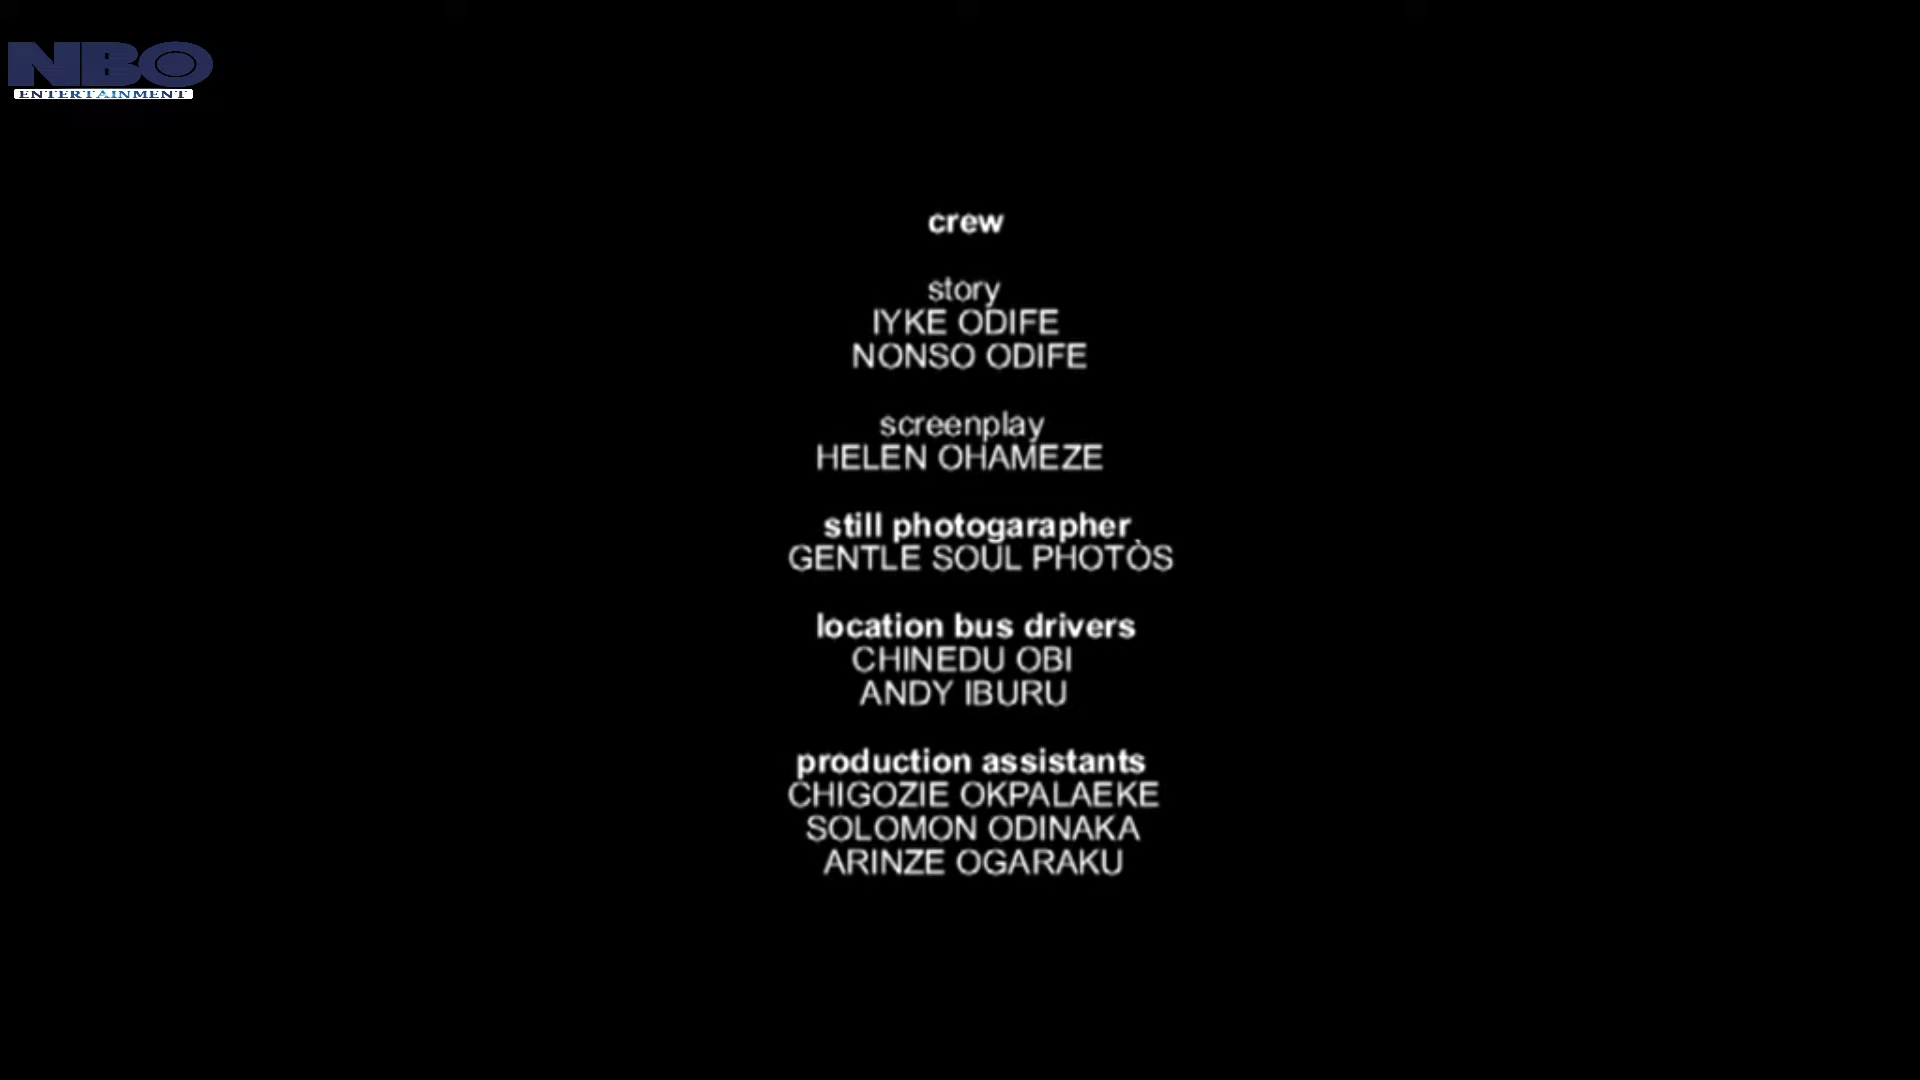 NBO
ENTERTAINMENT
crew
story
IYKE ODIFE
NONSO ODIFE
screenplay
HELEN OHAMEZE
still photogarapher
GENTLE SOUL PHOTÒS
location bus drivers
CHINEDU OBI
ANDY IBURU
production assistants
CHIGOZIE OKPALAEKE
SOLOMON ODINAKA
ARINZE OGARAKU